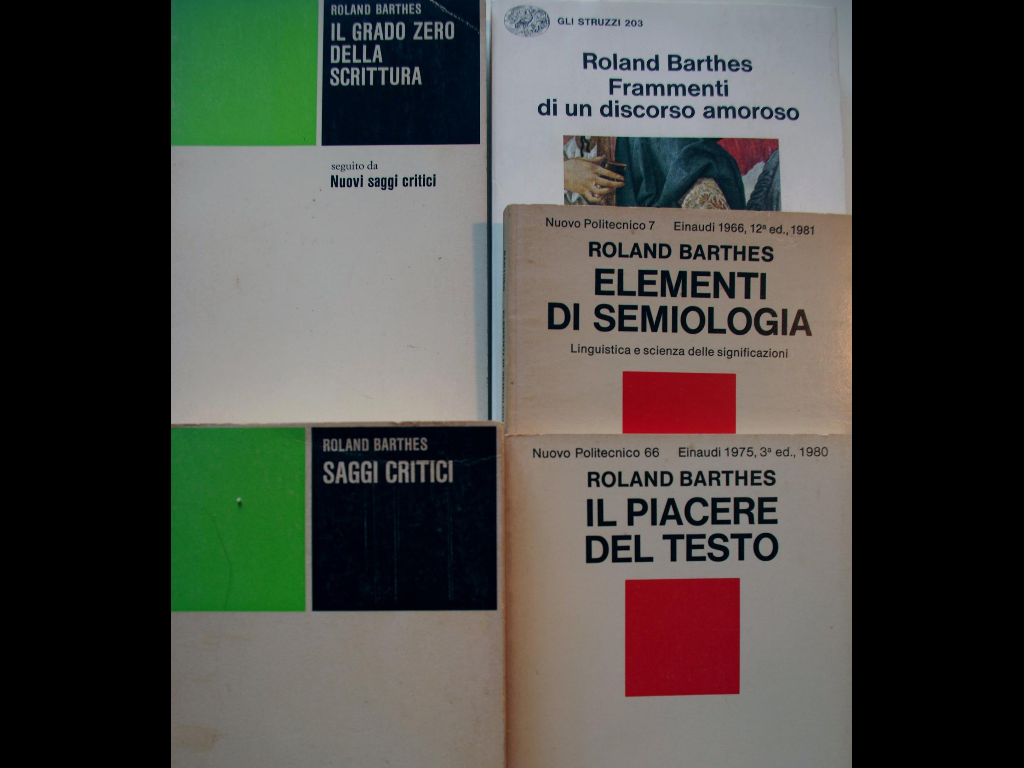 ROLAND BARTHES
IL GRADO ZERO
DELLA
SCRITTURA
seguito da
Nuovi saggi critici
GLI STRUZZI 203
Roland Barthes
Frammenti
di un discorso amoroso
Nuovo Politecnico 7 Einaudi 1966, 12ª ed., 1981
ROLAND BARTHES
ELEMENTI
DI SEMIOLOGIA
Linguistica e scienza delle significazioni
ROLAND BARTHES
SAGGI CRITICI
Nuovo Politecnico 66 Einaudi 1975, 3ª ed., 1980
ROLAND BARTHES
IL PIACERE
DEL TESTO